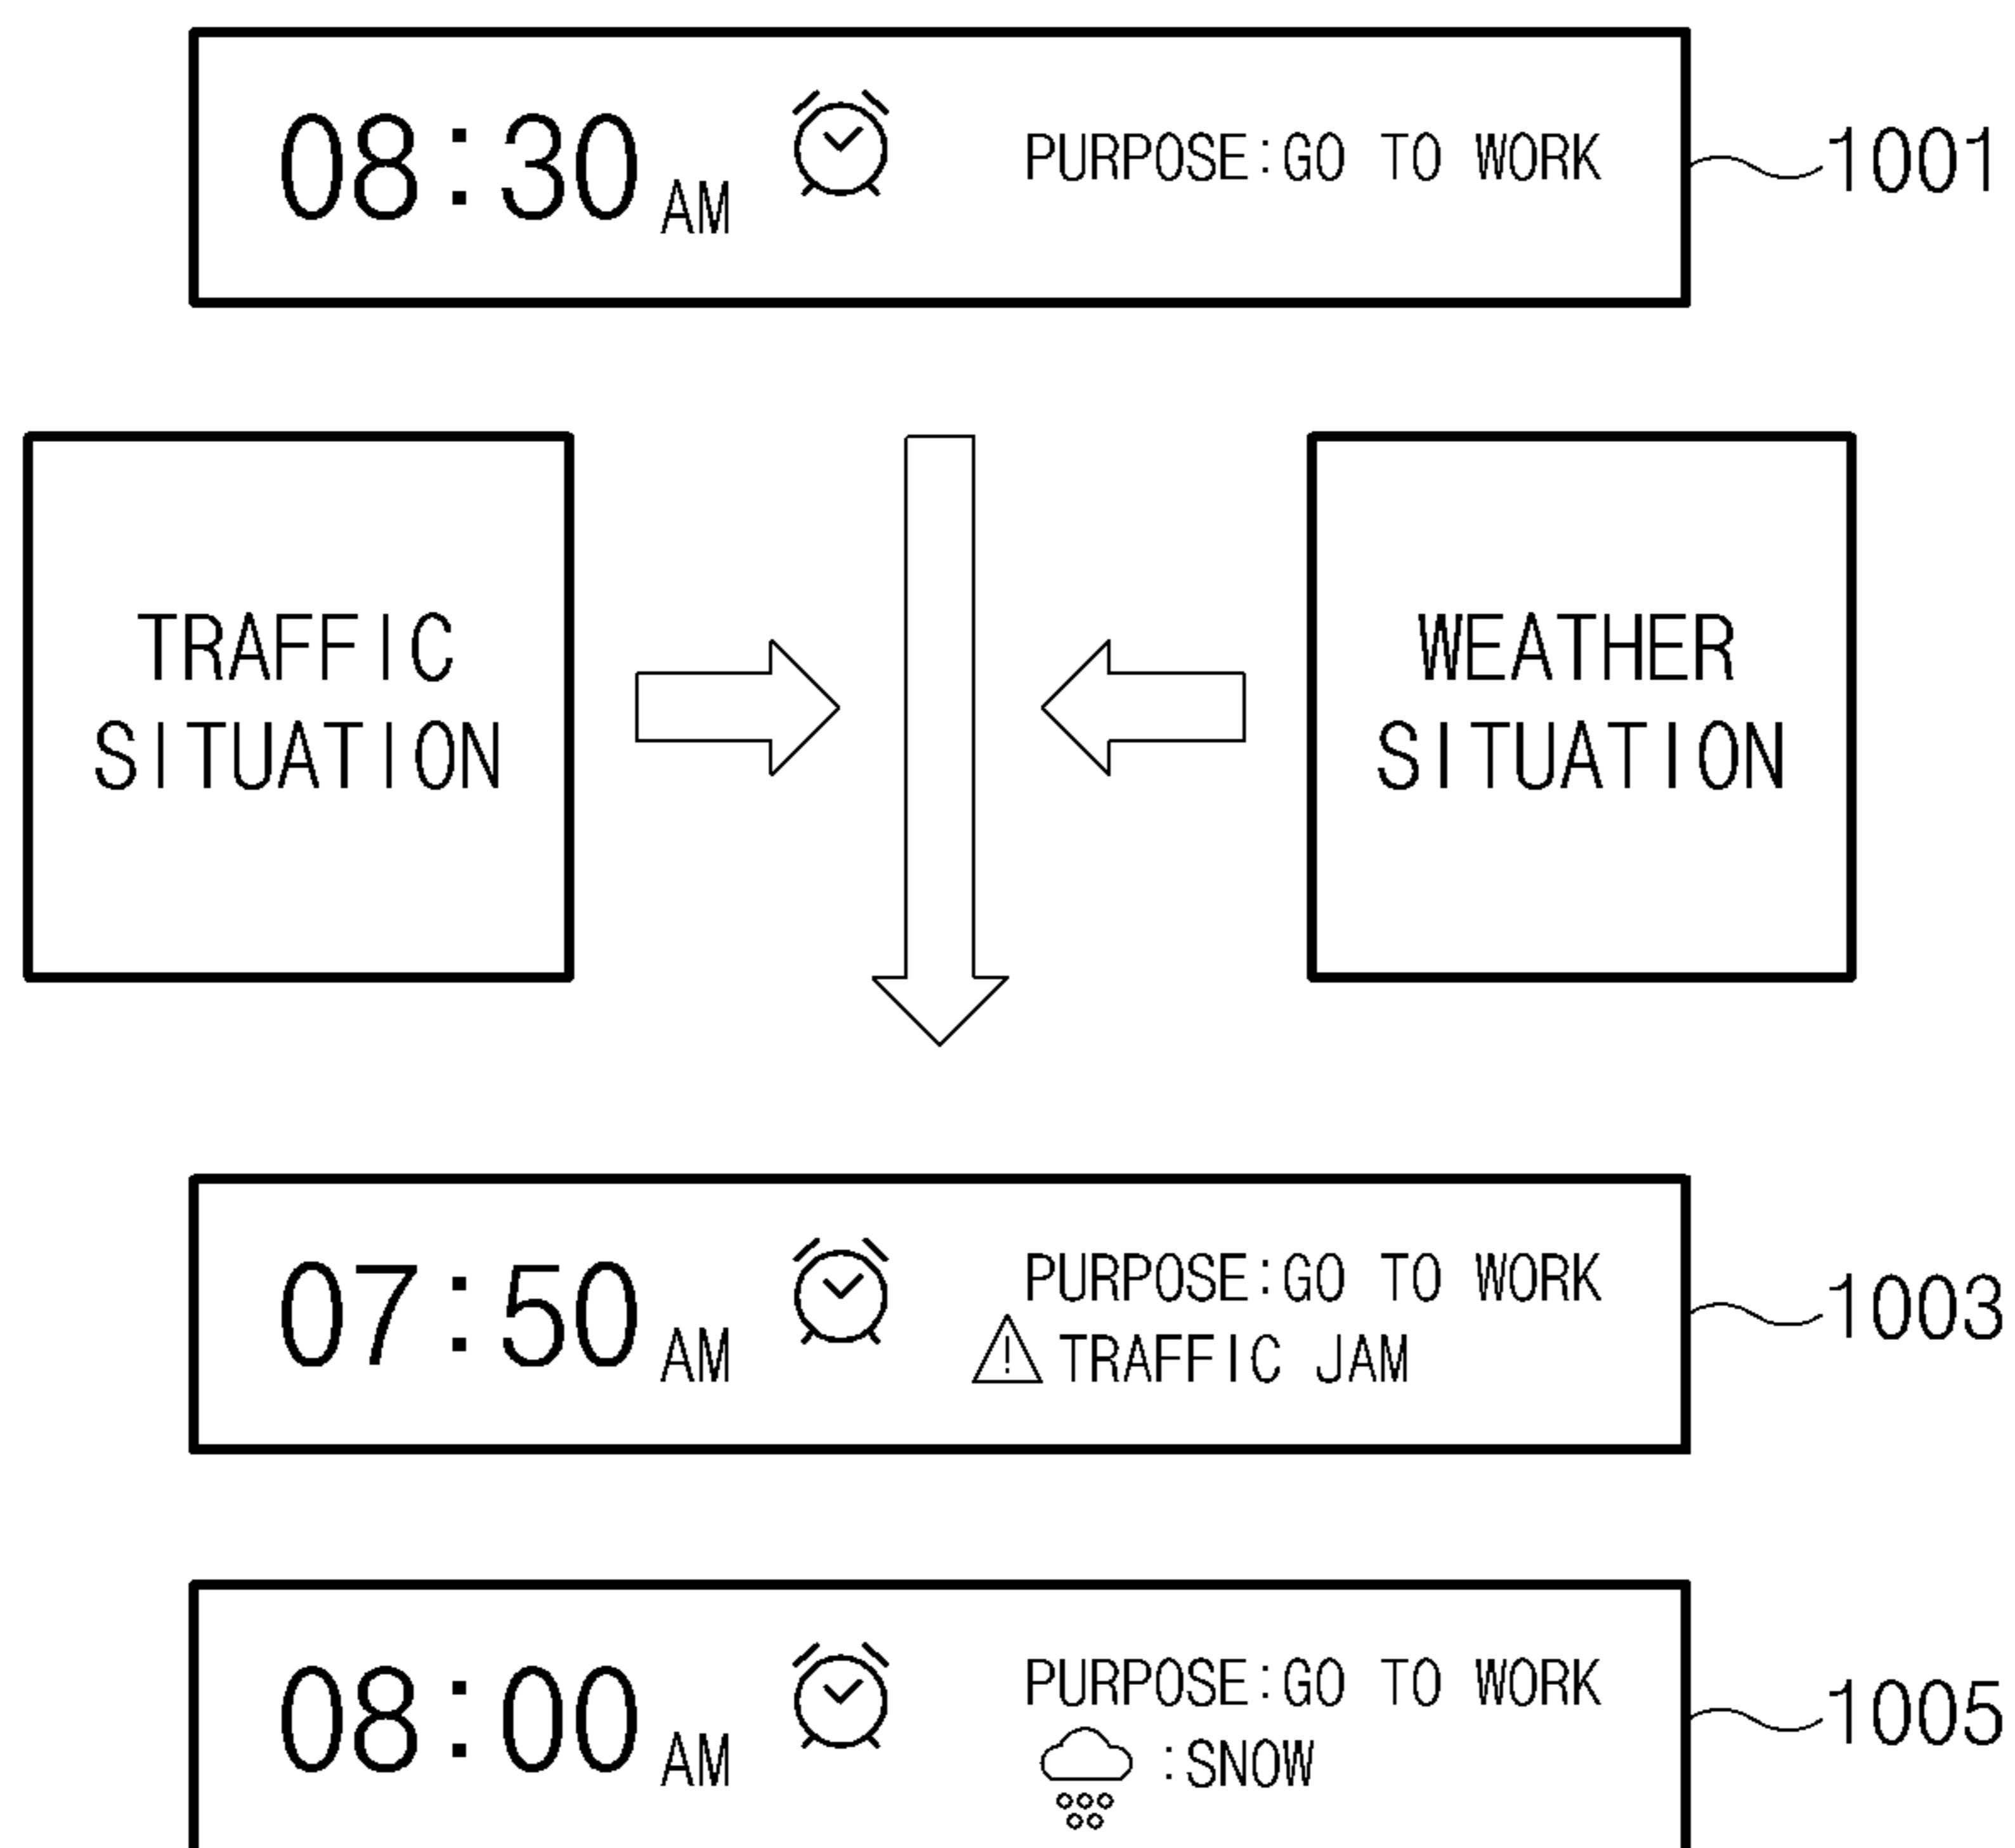 08:30 AM PURPOSE:GO TO WORK 1001
TRAFFIC
SITUATION
WEATHER
SITUATION
07:50 AM PURPOSE:GO TO WORK 1003
! TRAFFIC JAM
08:00 AM PURPOSE:GO TO WORK 1005
:SNOW